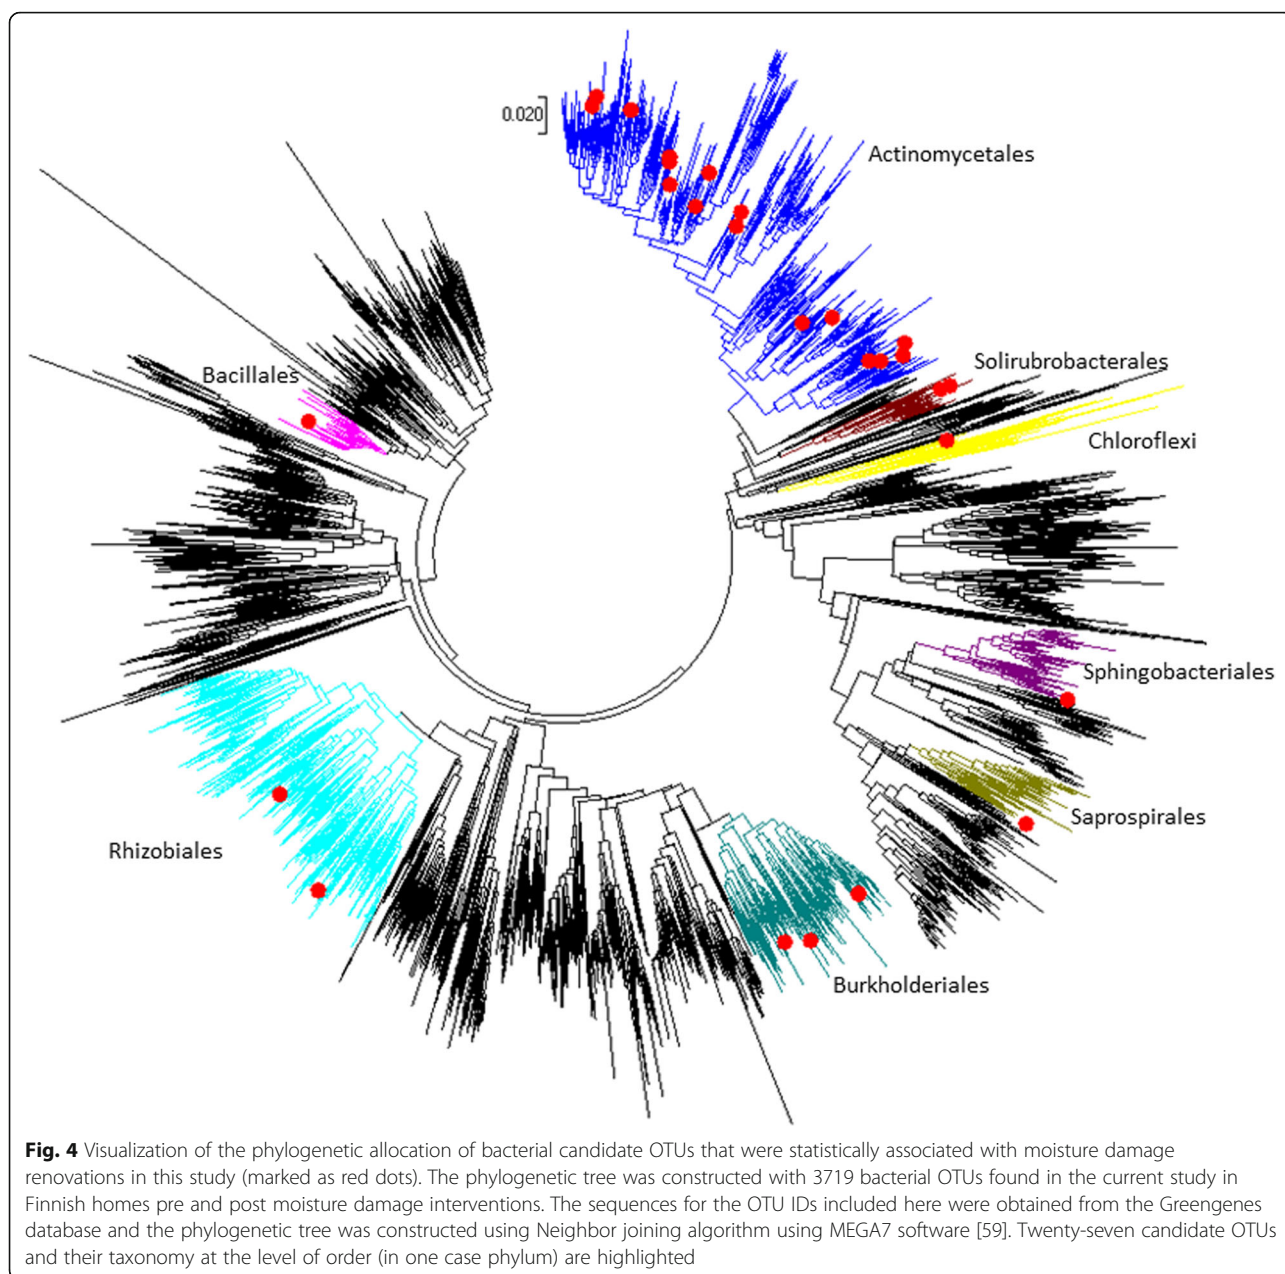 0.020
Actinomycetales
Solirubrobacterales
Bacillales
Chloroflexi
Sphingobacteriales
Saprospirales
Rhizobiales
Burkholderiales
Fig. 4 Visualization of the phylogenetic allocation of bacterial candidate OTUs that were statistically associated with moisture damage
renovations in this study (marked as red dots). The phylogenetic tree was constructed with 3719 bacterial OTUs found in the current study in
Finnish homes pre and post moisture damage interventions. The sequences for the OTU IDs included here were obtained from the Greengenes
database and the phylogenetic tree was constructed using Neighbor joining algorithm using MEGA7 software [59]. Twenty-seven candidate OTUs
and their taxonomy at the level of order (in one case phylum) are highlighted